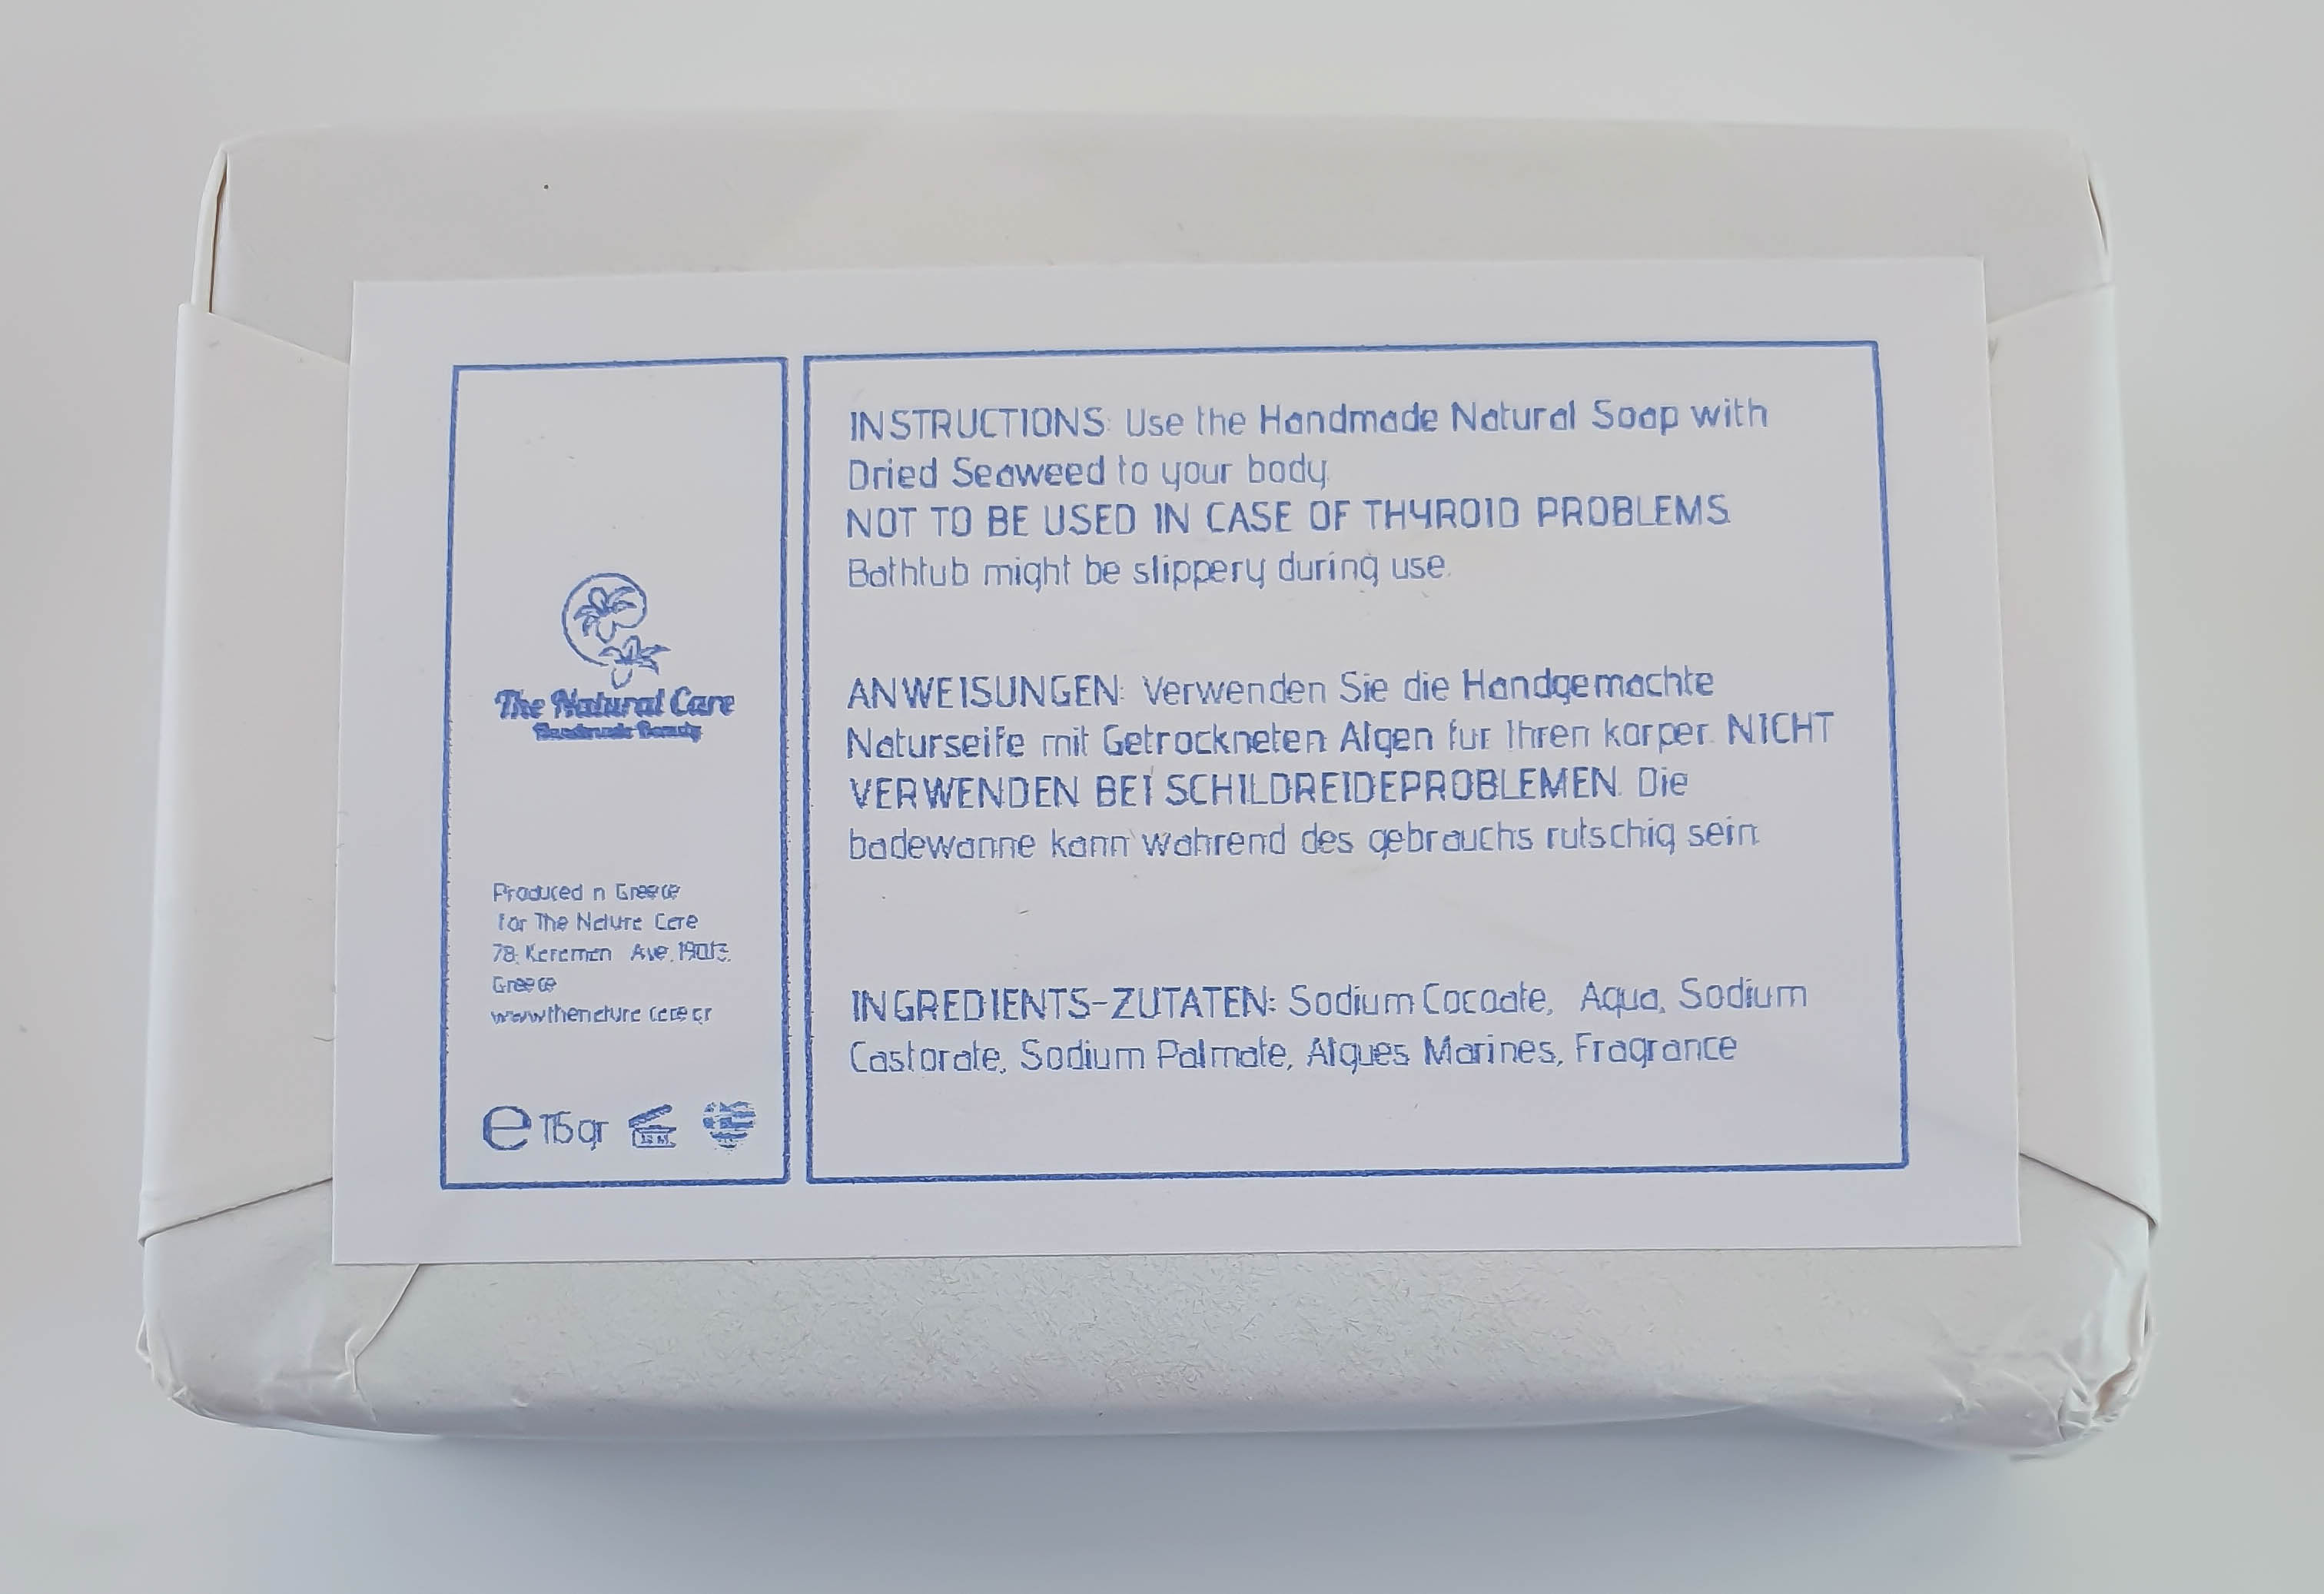 The Natural Care
Handmade Beauty
Produced n Greece
for The Nature Care
78, Ave. 19013,
Greece
e 115 gr
INSTRUCTIONS: Use the Handmade Natural Soap with
Dried Seaweed to your body.
NOT TO BE USED IN CASE OF THYROID PROBLEMS.
Bathtub might be slippery during use.
ANWEISUNGEN: Verwenden Sie die Handgemachte
Naturseife mit Getrockneten Algen fur Ihren karper. NICHT
VERWENDEN BEI SCHILDREIDEPROBLEMEN. Die
badewanne kann wahrend des gebrauchs rutschig sein.
INGREDIENTS-ZUTATEN: Sodium Cocoate, Aqua, Sodium
Castorate, Sodium Palmate, Algues Marines, Fragrance